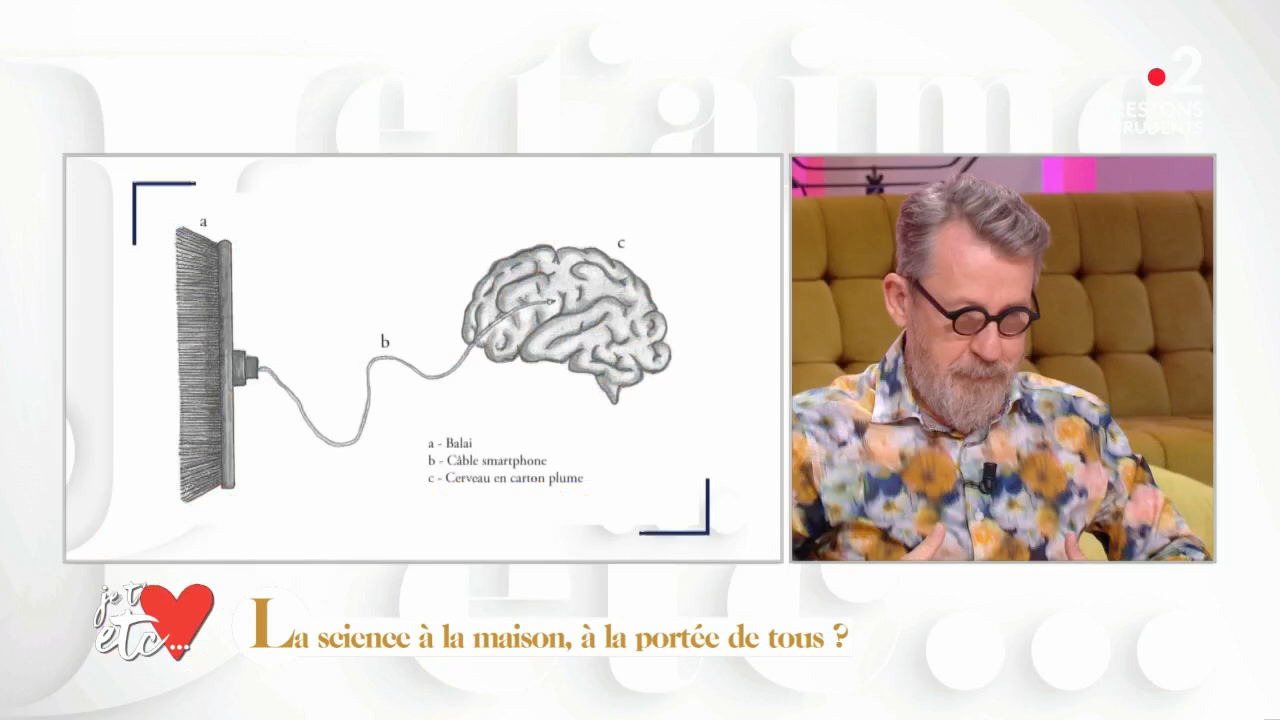 2
RESTONS
PRUDENTS
a
c
b
a - Balai
b - Câble smartphone
c - Cerveau en carton plume
je t'
etc...
La science à la maison, à la portée de tous ?